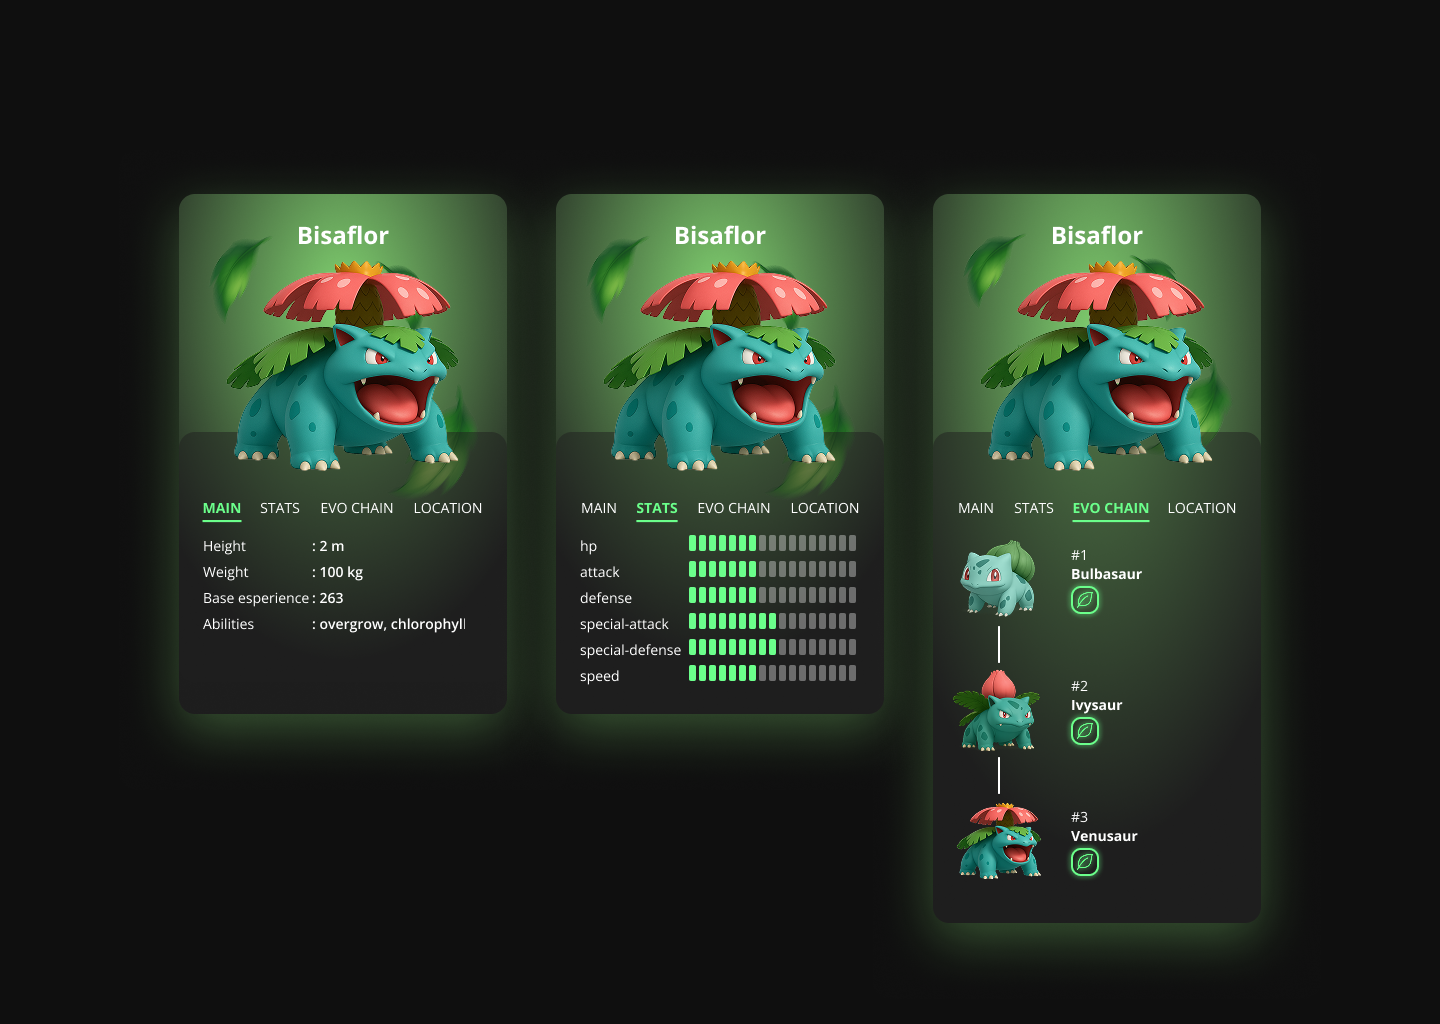 Bisaflor
MAIN STATS EVO CHAIN LOCATION
Height : 2 m
Weight : 100 kg
Base esperience : 263
Abilities : overgrow, chlorophyll
Bisaflor
MAIN STATS EVO CHAIN LOCATION
hp
attack
defense
special-attack
special-defense
speed
Bisaflor
MAIN STATS EVO CHAIN LOCATION
#1
Bulbasaur
#2
Ivysaur
#3
Venusaur